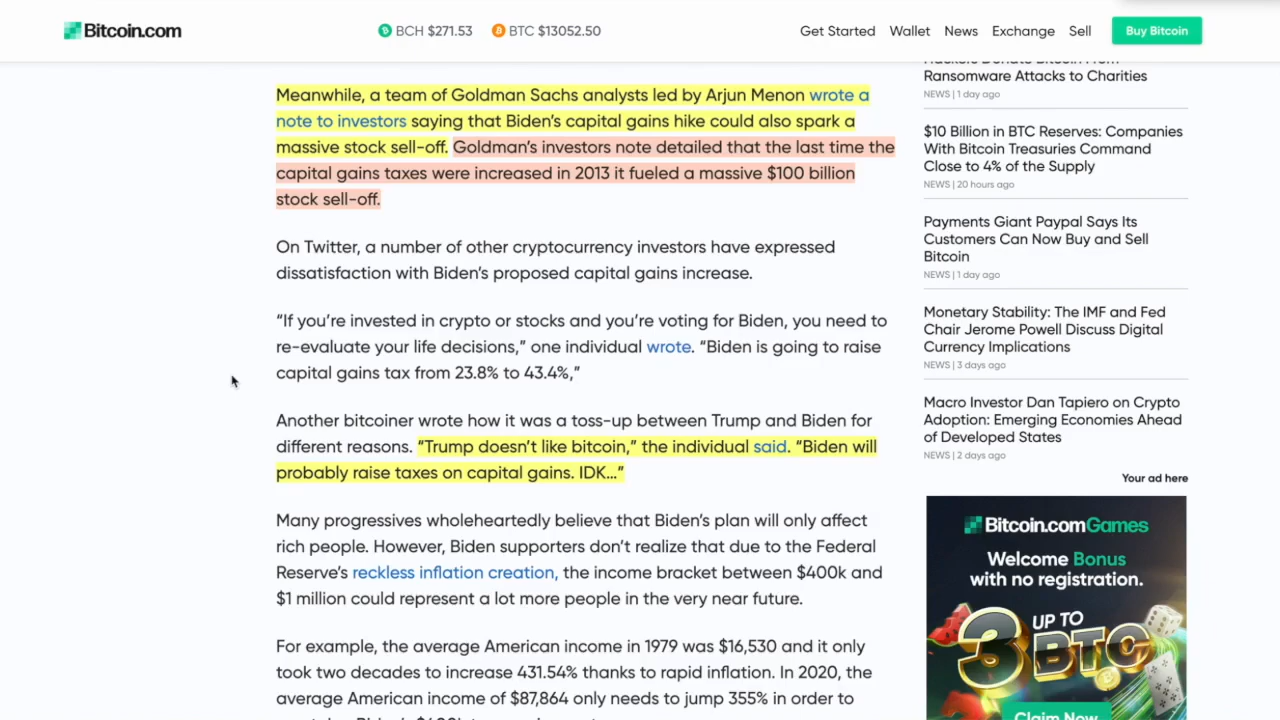 Bitcoin.com
BCH $271.53
BTC $13052.50
Get Started
Wallet
News
Exchange
Sell
Buy Bitcoin
Meanwhile, a team of Goldman Sachs analysts led by Arjun Menon wrote a
note to investors saying that Biden’s capital gains hike could also spark a
massive stock sell-off. Goldman’s investors note detailed that the last time the
capital gains taxes were increased in 2013 it fueled a massive $100 billion
stock sell-off.
On Twitter, a number of other cryptocurrency investors have expressed
dissatisfaction with Biden’s proposed capital gains increase.
“If you’re invested in crypto or stocks and you’re voting for Biden, you need to
re-evaluate your life decisions,” one individual wrote. “Biden is going to raise
capital gains tax from 23.8% to 43.4%,”
Another bitcoiner wrote how it was a toss-up between Trump and Biden for
different reasons. “Trump doesn’t like bitcoin,” the individual said. “Biden will
probably raise taxes on capital gains. IDK…”
Many progressives wholeheartedly believe that Biden’s plan will only affect
rich people. However, Biden supporters don’t realize that due to the Federal
Reserve’s reckless inflation creation, the income bracket between $400k and
$1 million could represent a lot more people in the very near future.
For example, the average American income in 1979 was $16,530 and it only
took two decades to increase 431.54% thanks to rapid inflation. In 2020, the
average American income of $87,864 only needs to jump 355% in order to
Ransomware Attacks to Charities
NEWS | 1 day ago
$10 Billion in BTC Reserves: Companies
With Bitcoin Treasuries Command
Close to 4% of the Supply
NEWS | 20 hours ago
Payments Giant Paypal Says Its
Customers Can Now Buy and Sell
Bitcoin
NEWS | 1 day ago
Monetary Stability: The IMF and Fed
Chair Jerome Powell Discuss Digital
Currency Implications
NEWS | 3 days ago
Macro Investor Dan Tapiero on Crypto
Adoption: Emerging Economies Ahead
of Developed States
NEWS | 2 days ago
Your ad here
Bitcoin.comGames
Welcome Bonus
with no registration.
UP TO
3 BTC
Claim Now